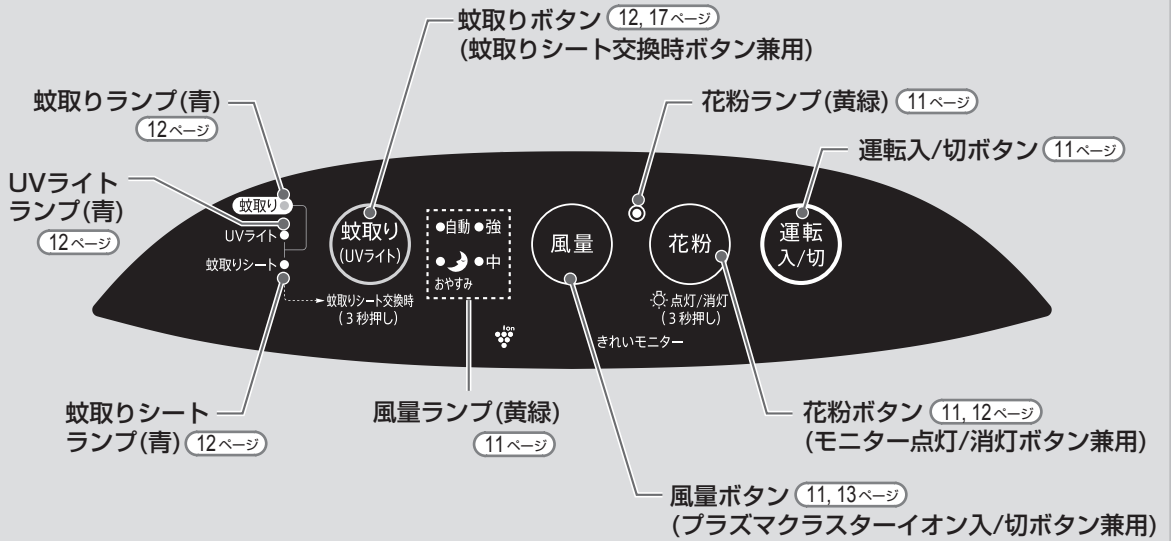 蚊取りボタン 12, 17ページ
(蚊取りシート交換時ボタン兼用)
蚊取りランプ(青)
12ページ
花粉ランプ(黄緑) 11ページ
運転入/切ボタン 11ページ
UVライト
ランプ(青)
12ページ
蚊取り
UVライト
蚊取りシート
蚊取り
(UVライト)
蚊取りシート交換時
(3秒押し)
自動 強
中
おやすみ
ion
風量
花粉
点灯/消灯
(3秒押し)
きれいモニター
運転
入/切
蚊取りシート
ランプ(青) 12ページ
風量ランプ(黄緑)
11ページ
花粉ボタン 11, 12ページ
(モニター点灯/消灯ボタン兼用)
風量ボタン 11, 13ページ
(プラズマクラスターイオン入/切ボタン兼用)